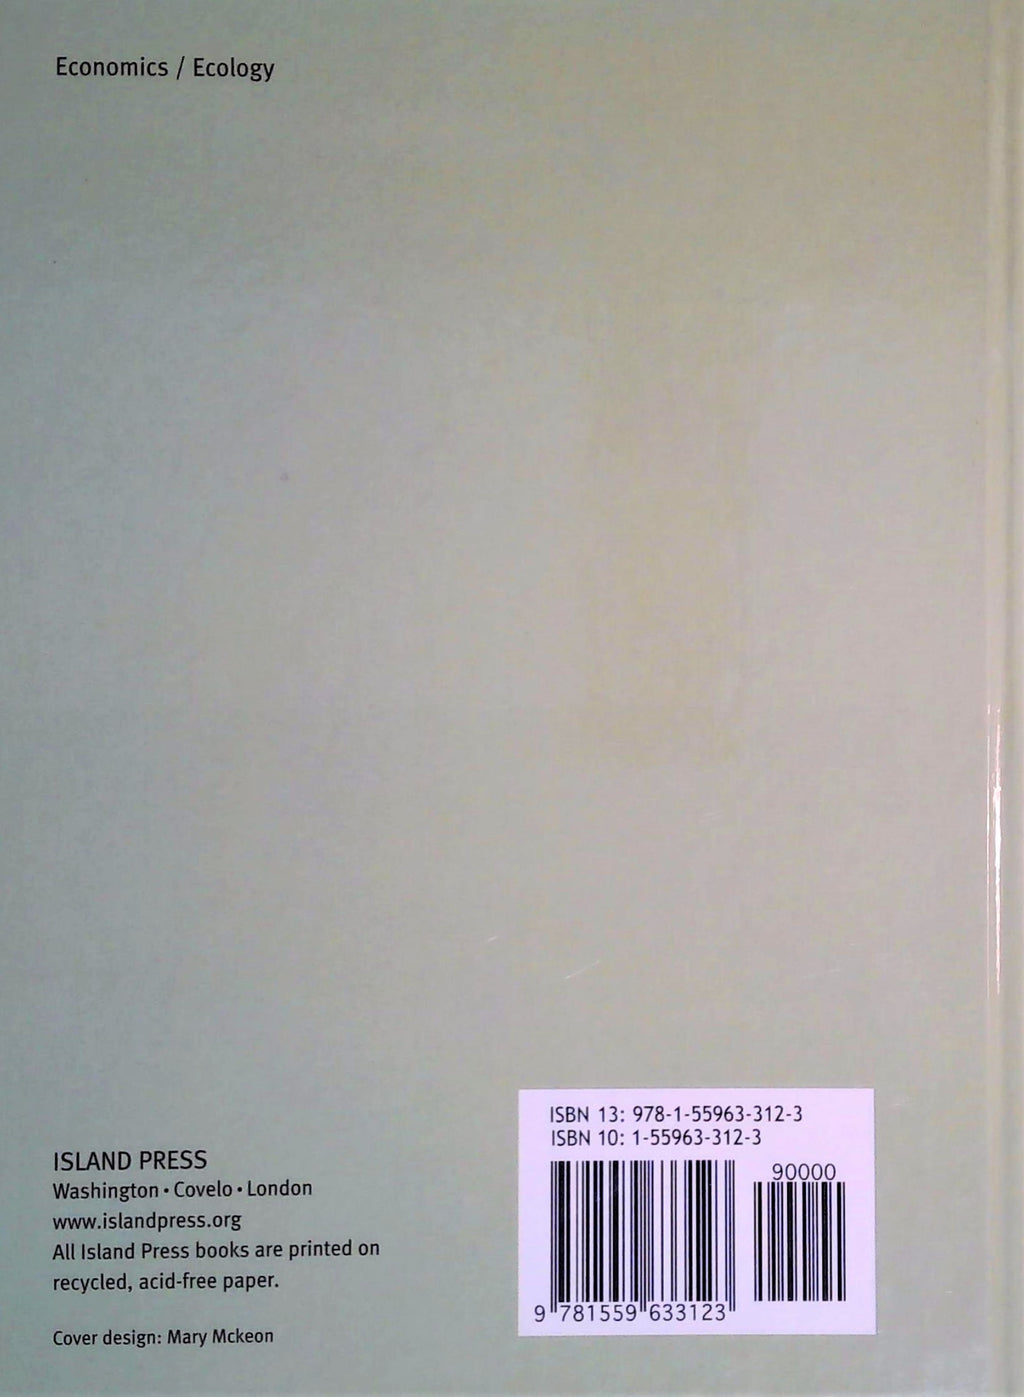 Economics / Ecology
ISLAND PRESS
Washington • Covelo • London
www.islandpress.org
All Island Press books are printed on
recycled, acid-free paper.
Cover design: Mary Mckeon
ISBN 13: 978-1-55963-312-3
ISBN 10: 1-55963-312-3
90000
9 781559 633123